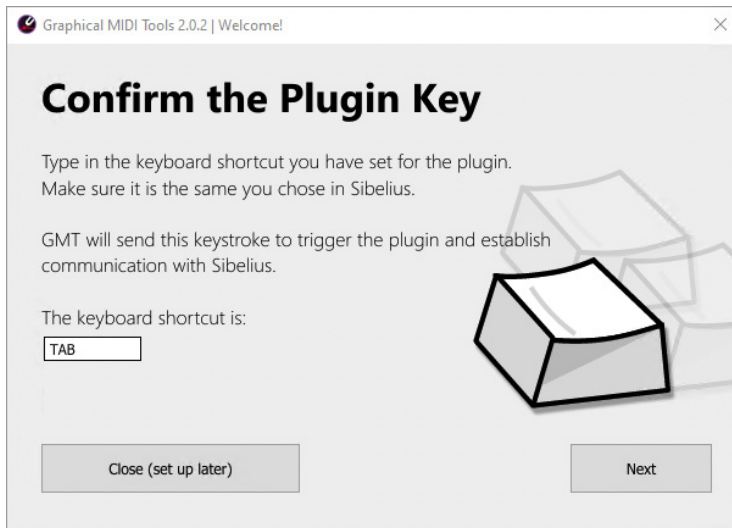 Graphical MIDI Tools 2.0.2 | Welcome!
Confirm the Plugin Key
Type in the keyboard shortcut you have set for the plugin.
Make sure it is the same you chose in Sibelius.
GMT will send this keystroke to trigger the plugin and establish
communication with Sibelius.
The keyboard shortcut is:
TAB
Close (set up later)
Next